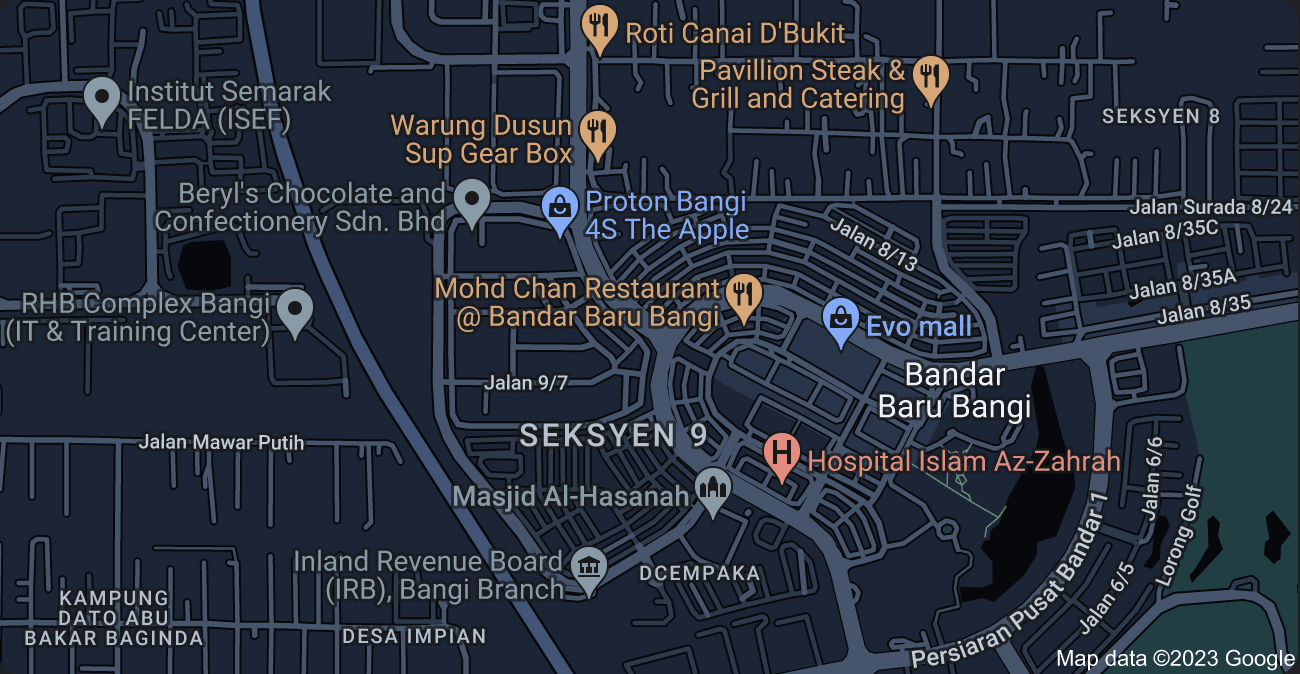 Roti Canai D'Bukit
Pavillion Steak &
Grill and Catering
Institut Semarak
FELDA (ISEF)
SEKSYEN 8
Warung Dusun
Sup Gear Box
Beryl's Chocolate and
Confectionery Sdn. Bhd
Proton Bangi
4S The Apple
Jalan Surada 8/24
Jalan 8/35C
Jalan 8/13
Jalan 8/35A
Jalan 8/35
Mohd Chan Restaurant
@ Bandar Baru Bangi
RHB Complex Bangi
(IT & Training Center)
Evo mall
Jalan 9/7
Bandar
Baru Bangi
SEKSYEN 9
Jalan Mawar Putih
Hospital Islam Az-Zahrah
Jalan 6/6
Masjid Al-Hasanah
Lorong Golf
Inland Revenue Board
(IRB), Bangi Branch
DCEMPAKA
Persiaran Pusat Bandar 1
Jalan 6/5
KAMPUNG
DATO ABU
BAKAR BAGINDA
DESA IMPIAN
Map data ©2023 Google